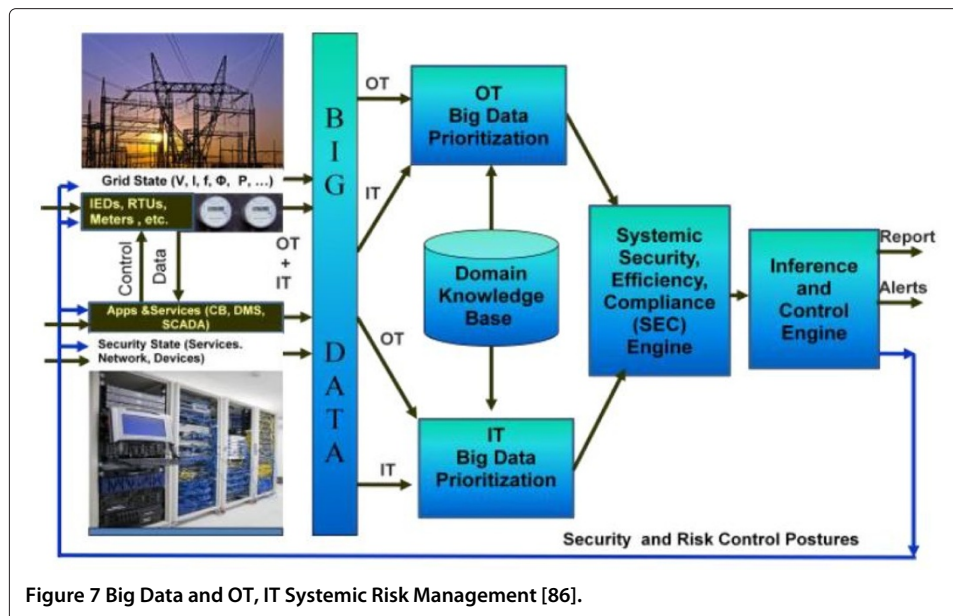 Grid State (V, I, f, Φ, P, ...)
IEDs, RTUs,
Meters , etc.
Control
Data
OT
+
IT
Apps &Services (CB, DMS,
SCADA)
Security State (Services.
Network, Devices)
B
I
G
D
A
T
A
OT
IT
OT
IT
OT
Big Data
Prioritization
Domain
Knowledge
Base
IT
Big Data
Prioritization
Systemic
Security,
Efficiency,
Compliance
(SEC)
Engine
Inference
and
Control
Engine
Report
Alerts
Security and Risk Control Postures
Figure 7 Big Data and OT, IT Systemic Risk Management [86].